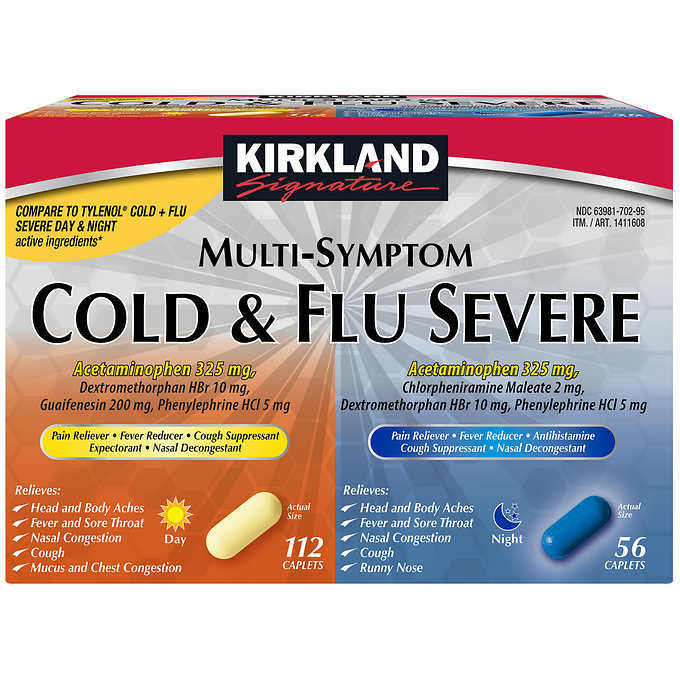 COLD & FLU SEVERE
112
56
KIRKLAND
Signature
COMPARE TO TYLENOL® COLD + FLU
SEVERE DAY & NIGHT
active ingredients*
NDC 63981-702-95
ITM. / ART. 1411608
MULTI-SYMPTOM
COLD & FLU SEVERE
Acetaminophen 325 mg,
Dextromethorphan HBr 10 mg,
Guaifenesin 200 mg, Phenylephrine HCl 5 mg
Pain Reliever • Fever Reducer • Cough Suppressant
Expectorant • Nasal Decongestant
Relieves:
Head and Body Aches
Fever and Sore Throat
Nasal Congestion
Cough
Mucus and Chest Congestion
Day
Actual
Size
112
CAPLETS
Acetaminophen 325 mg,
Chlorpheniramine Maleate 2 mg,
Dextromethorphan HBr 10 mg, Phenylephrine HCl 5 mg
Pain Reliever • Fever Reducer • Antihistamine
Cough Suppressant • Nasal Decongestant
Relieves:
Head and Body Aches
Fever and Sore Throat
Nasal Congestion
Cough
Runny Nose
Night
Actual
Size
56
CAPLETS